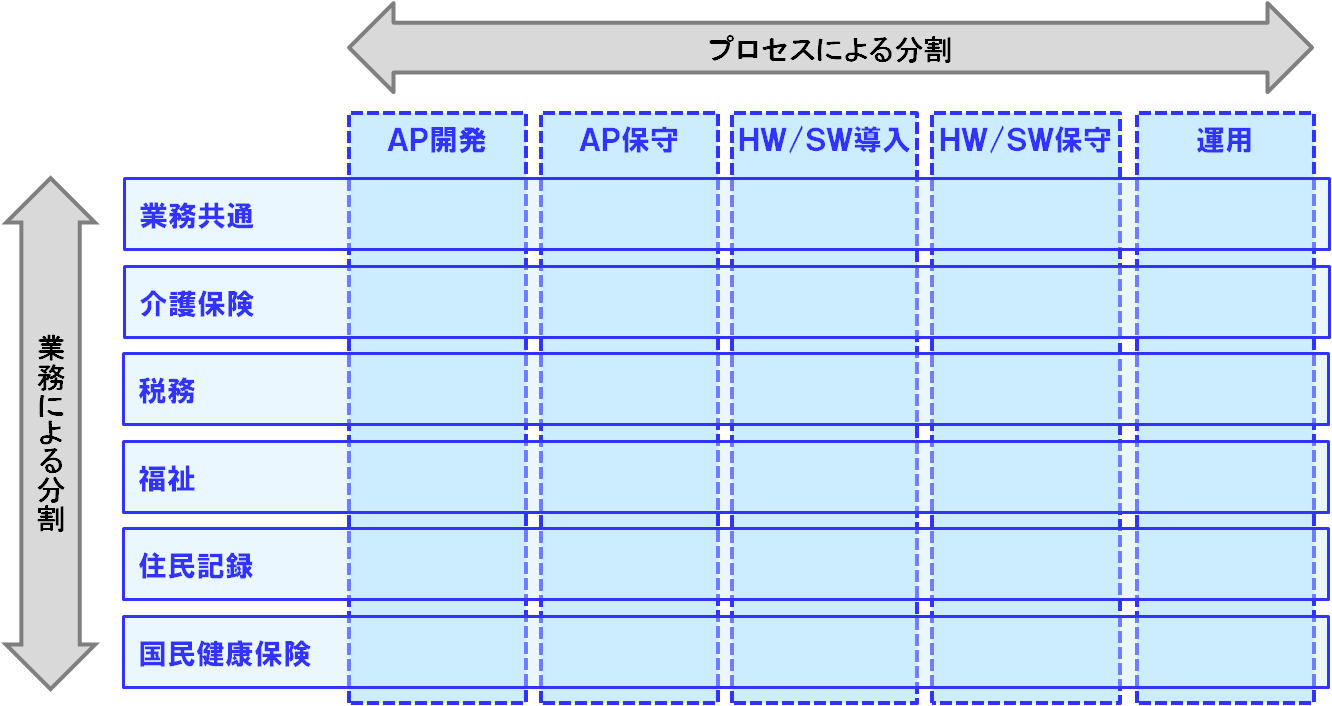 プロセスによる分割
AP開発
AP保守
HW/SW導入
HW/SW保守
運用
業務による分割
業務共通
介護保険
税務
福祉
住民記録
国民健康保険